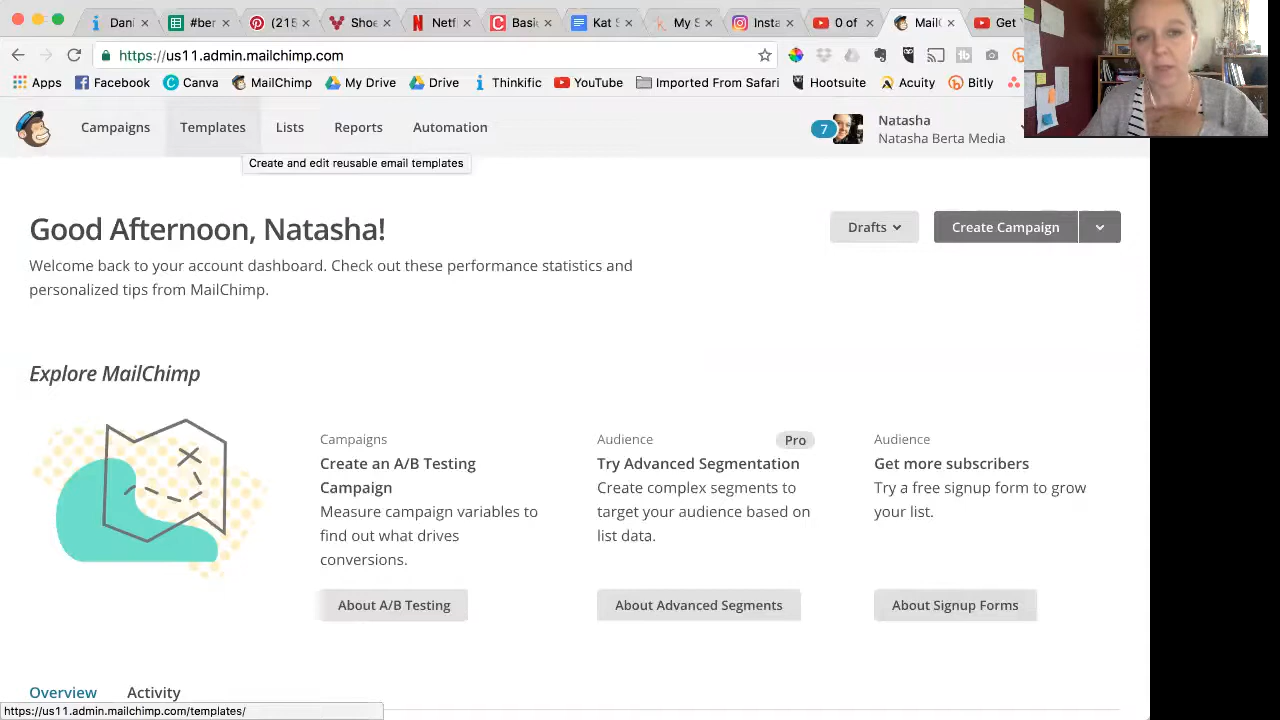 Dani
#ber
(215
Shoe
Netfl
Basic
Kat S
My S
Insta
0 of
MailC
Get
https://us11.admin.mailchimp.com
Apps
Facebook
Canva
MailChimp
My Drive
Drive
Thinkific
YouTube
Imported From Safari
Hootsuite
Acuity
Bitly
Campaigns
Templates
Lists
Reports
Automation
7
Natasha
Natasha Berta Media
Create and edit reusable email templates
Good Afternoon, Natasha!
Drafts
Create Campaign
Welcome back to your account dashboard. Check out these performance statistics and
personalized tips from MailChimp.
Explore MailChimp
Campaigns
Create an A/B Testing
Campaign
Measure campaign variables to
find out what drives
conversions.
About A/B Testing
Audience
Pro
Try Advanced Segmentation
Create complex segments to
target your audience based on
list data.
About Advanced Segments
Audience
Get more subscribers
Try a free signup form to grow
your list.
About Signup Forms
Overview
Activity
https://us11.admin.mailchimp.com/templates/